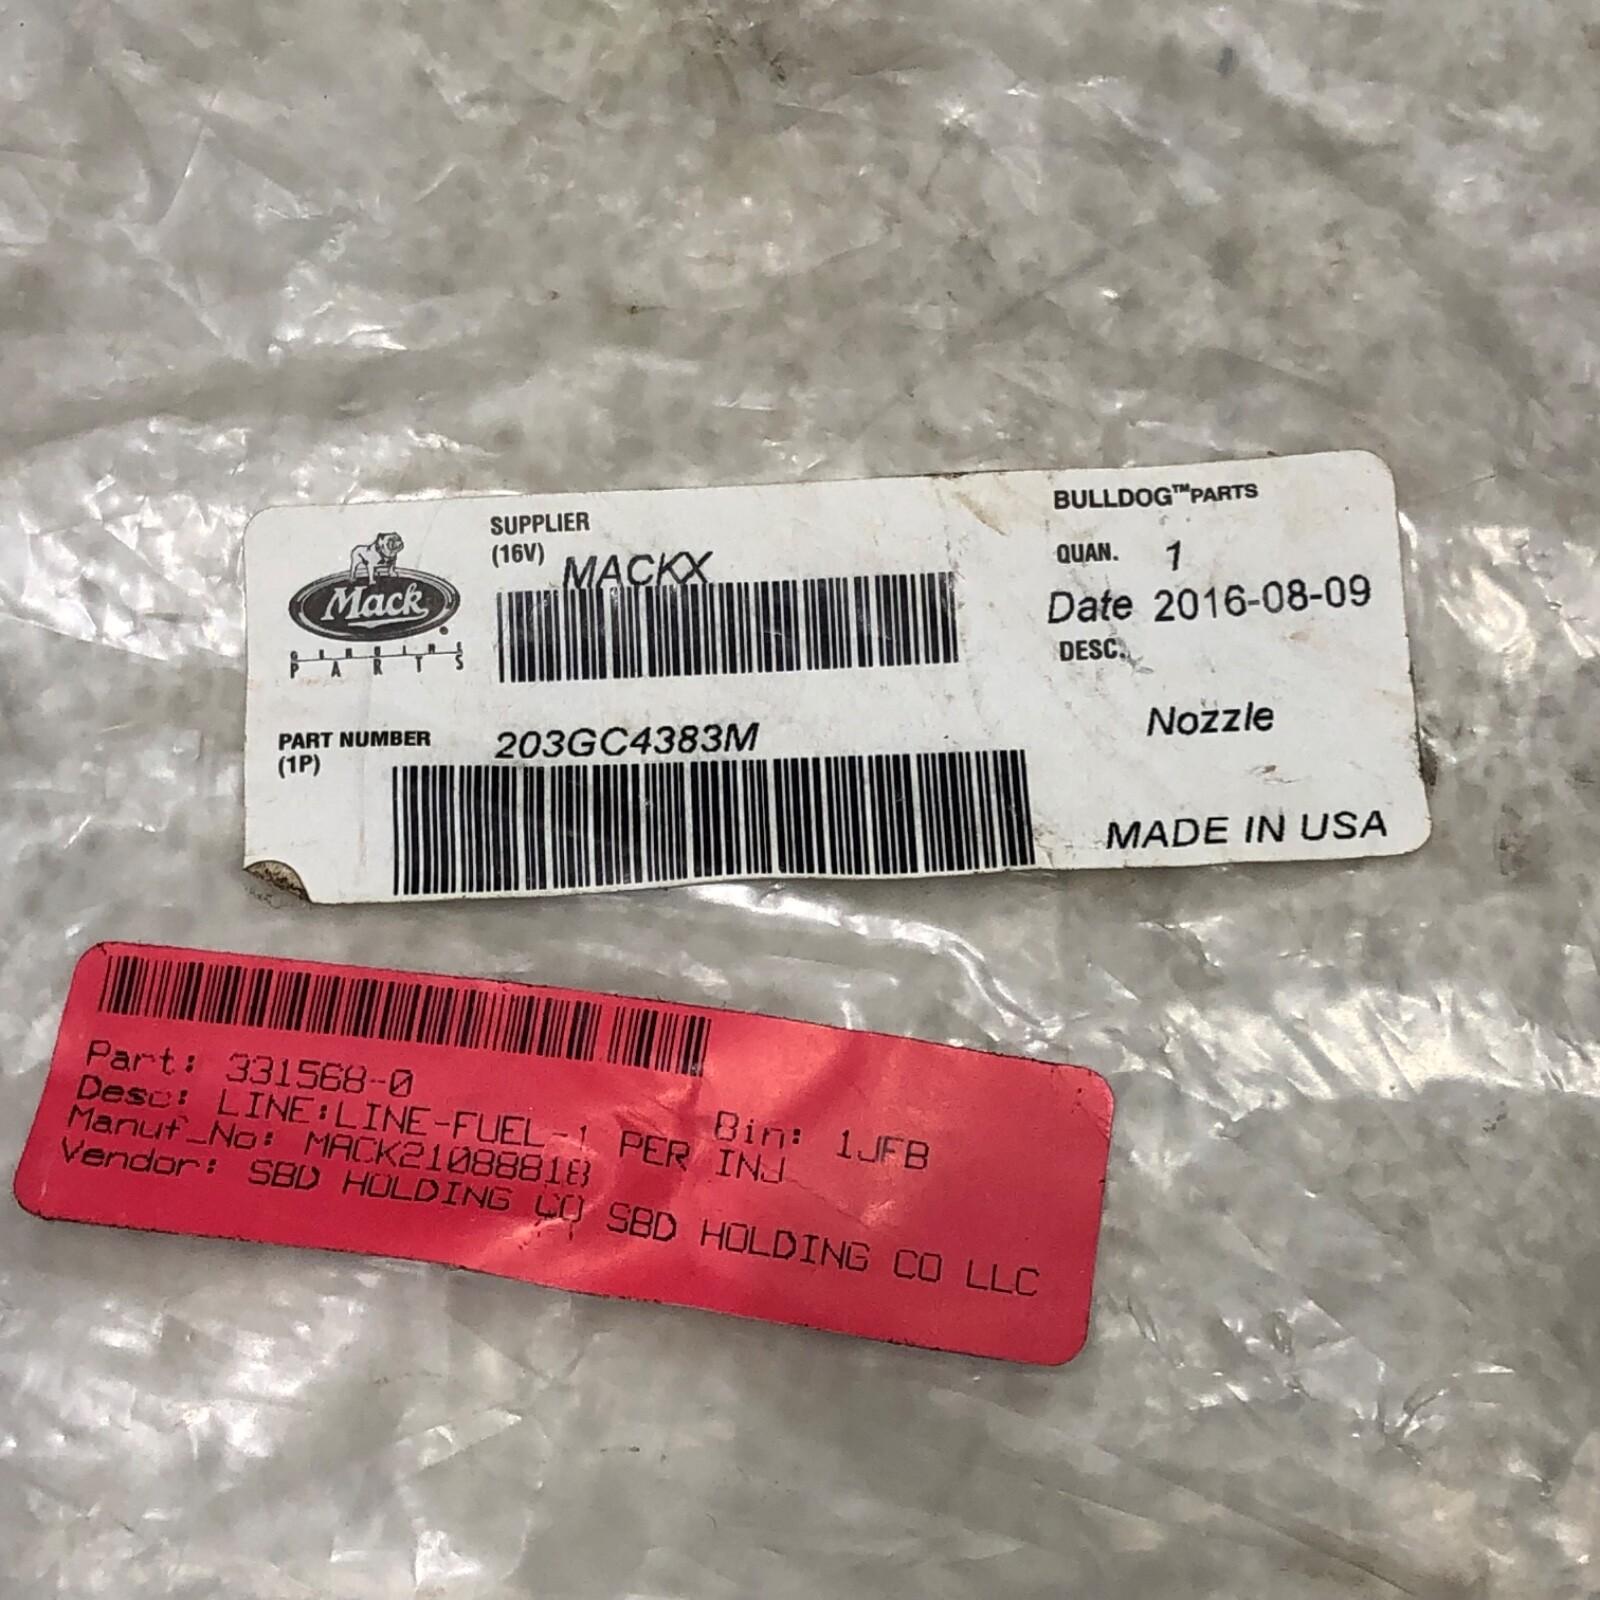 Mack
GENUINE
PARTS
SUPPLIER
(16V) MACKX
BULLDOG™PARTS
QUAN. 1
Date 2016-08-09
DESC.
Nozzle
PART NUMBER
(1P)
203GC4383M
MADE IN USA
Part: 331568-0
Bin: 1JFB
Desc: LINE:LINE-FUEL-1 PER INJ
Manuf_No: MACK21088818
Vendor: SBD HOLDING CO SBD HOLDING CO LLC